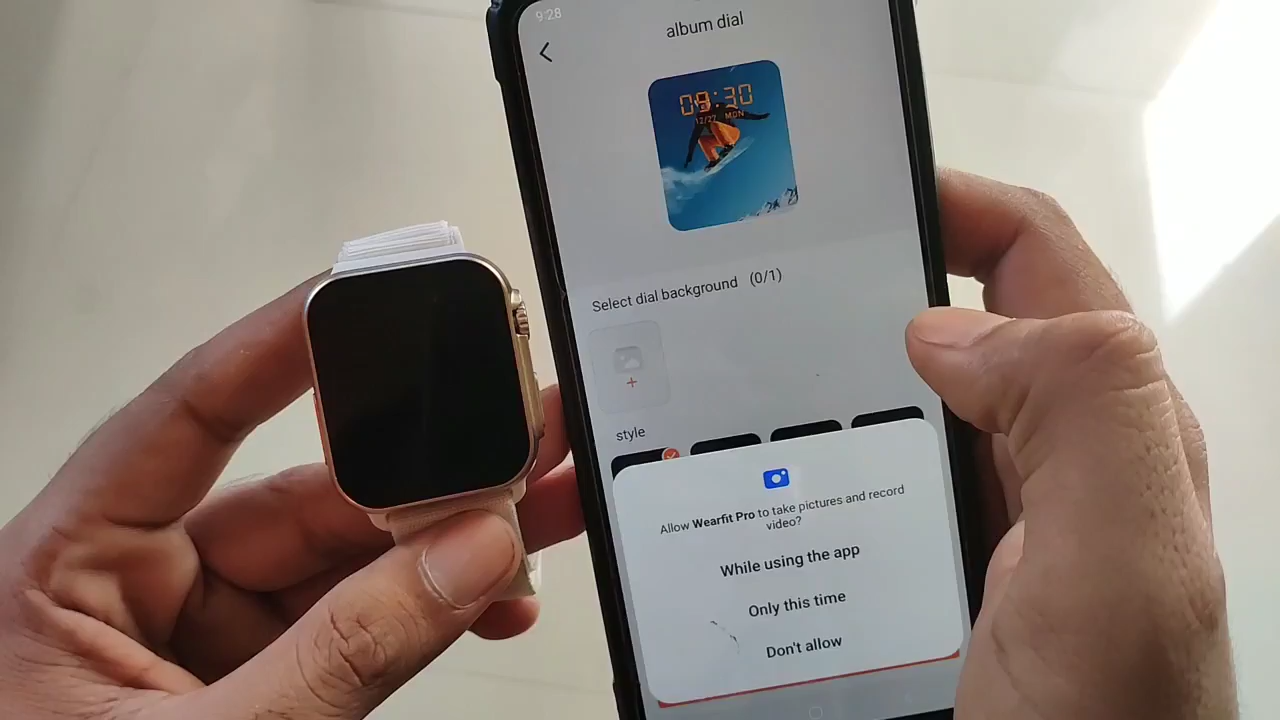 9:28
album dial
09:30
12/27 MON
Select dial background (0/1)
+
style
Allow Wearfit Pro to take pictures and record
video?
While using the app
Only this time
Don't allow